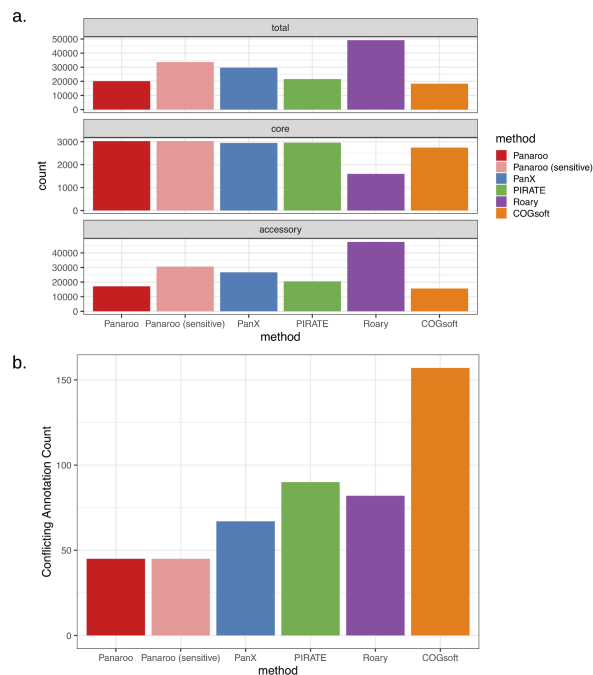 a.
total
50000
40000
30000
20000
10000
0
core
3000
2000
1000
0
accessory
40000
30000
20000
10000
0
count
Panaroo Panaroo (sensitive) PanX PIRATE Roary COGsoft
method
method
Panaroo
Panaroo (sensitive)
PanX
PIRATE
Roary
COGsoft
b.
150
100
50
0
Conflicting Annotation Count
Panaroo Panaroo (sensitive) PanX PIRATE Roary COGsoft
method